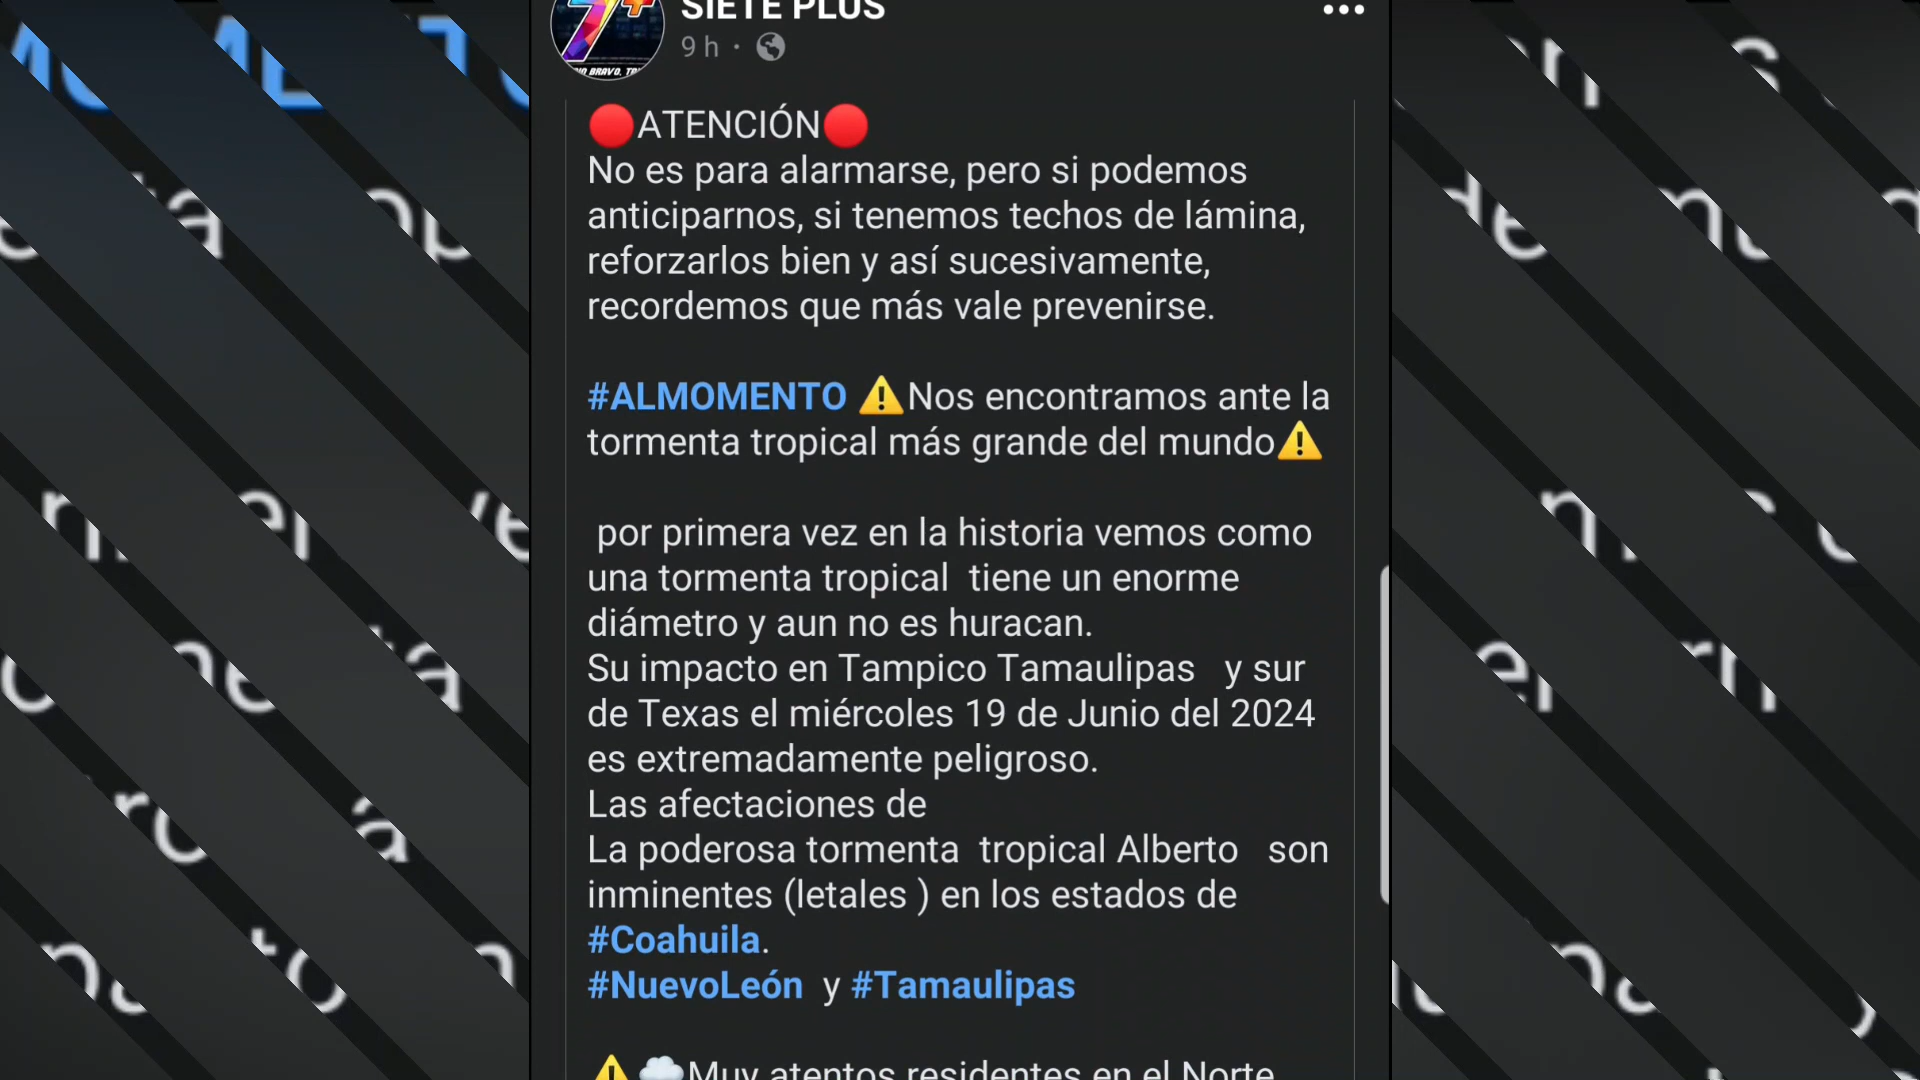 SIETE PLUS
9 h
🔴ATENCIÓN🔴
No es para alarmarse, pero si podemos
anticiparnos, si tenemos techos de lámina,
reforzarlos bien y así sucesivamente,
recordemos que más vale prevenirse.
#ALMOMENTO ⚠️Nos encontramos ante la
tormenta tropical más grande del mundo⚠️
por primera vez en la historia vemos como
una tormenta tropical tiene un enorme
diámetro y aun no es huracan.
Su impacto en Tampico Tamaulipas y sur
de Texas el miércoles 19 de Junio del 2024
es extremadamente peligroso.
Las afectaciones de
La poderosa tormenta tropical Alberto son
inminentes (letales ) en los estados de
#Coahuila.
#NuevoLeón y #Tamaulipas
⚠️☁️Muy atentos residentes en el Norte